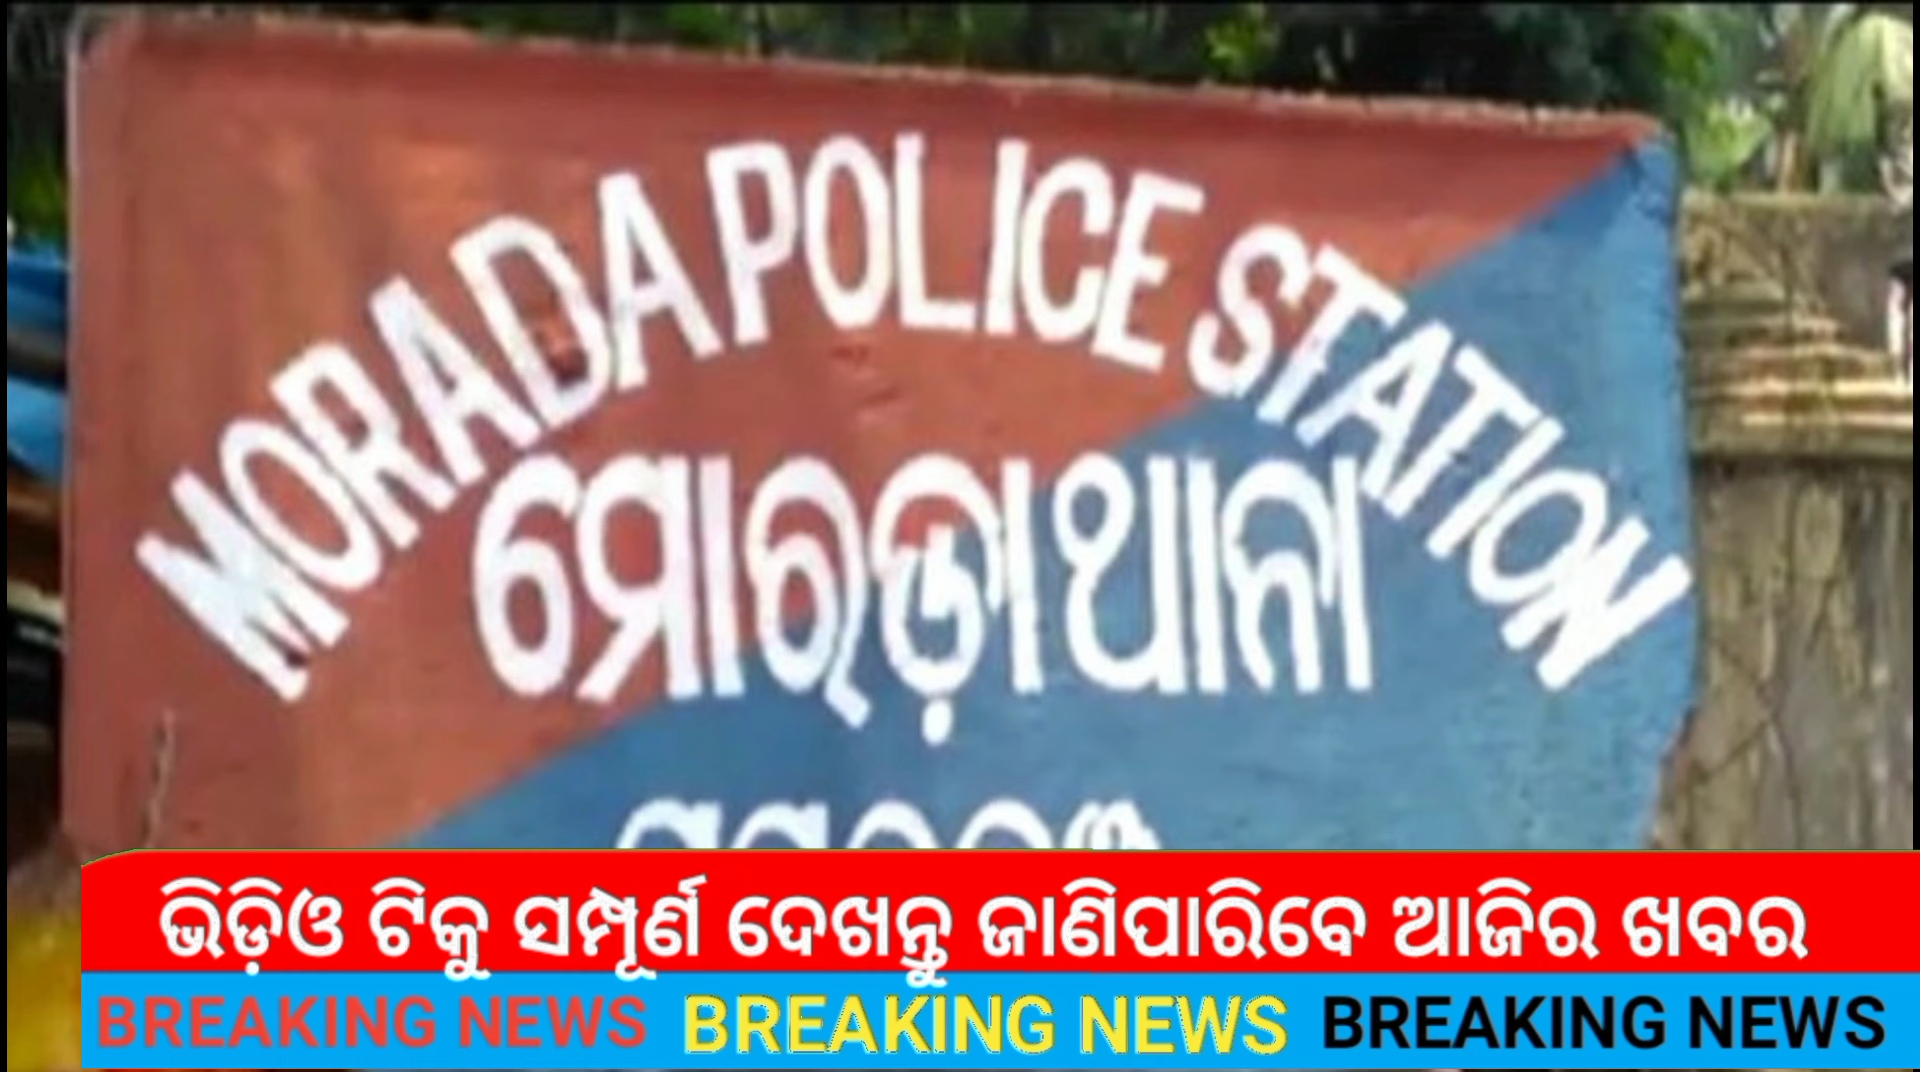 MORADA POLICE STATION
ମୋରଡ଼ା ଥାନା
ଭିଡ଼ିଓ ଟିକୁ ସମ୍ପୂର୍ଣ ଦେଖନ୍ତୁ ଜାଣିପାରିବେ ଆଜିର ଖବର
BREAKING NEWS BREAKING NEWS BREAKING NEWS